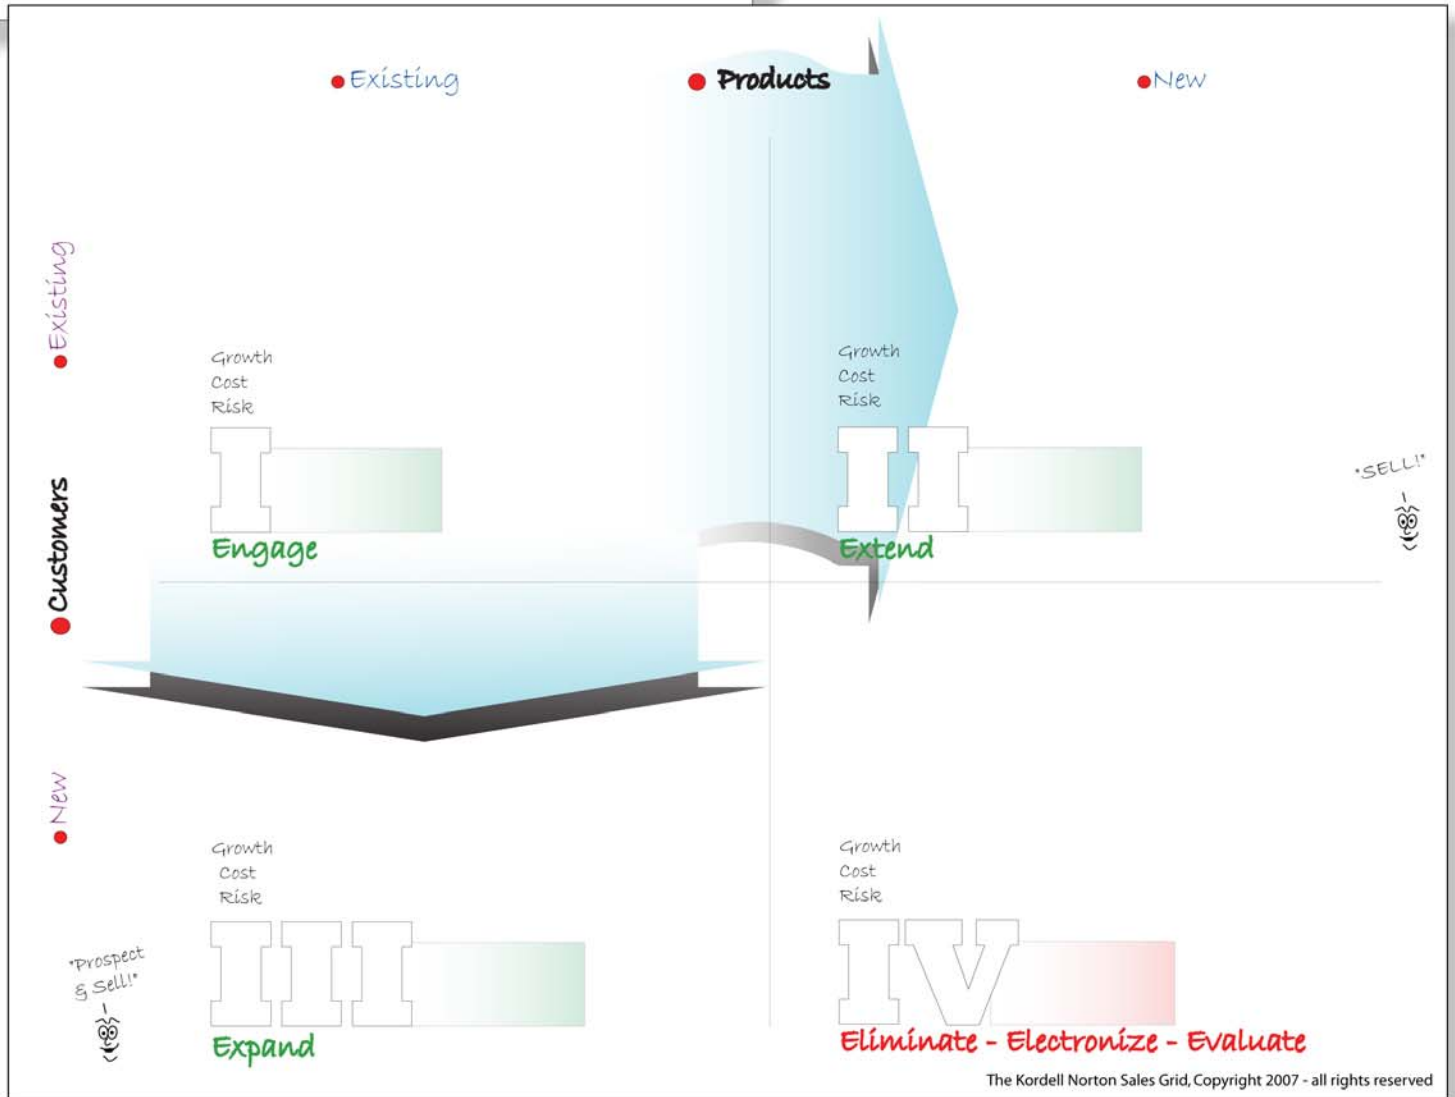 Existing
Products
New
Existing
Customers
New
Growth
Cost
Risk
I
Engage
Growth
Cost
Risk
II
Extend
"SELL!"
Growth
Cost
Risk
III
Expand
"Prospect
& Sell!"
Growth
Cost
Risk
IV
Eliminate - Electronize - Evaluate
The Kordell Norton Sales Grid, Copyright 2007 - all rights reserved